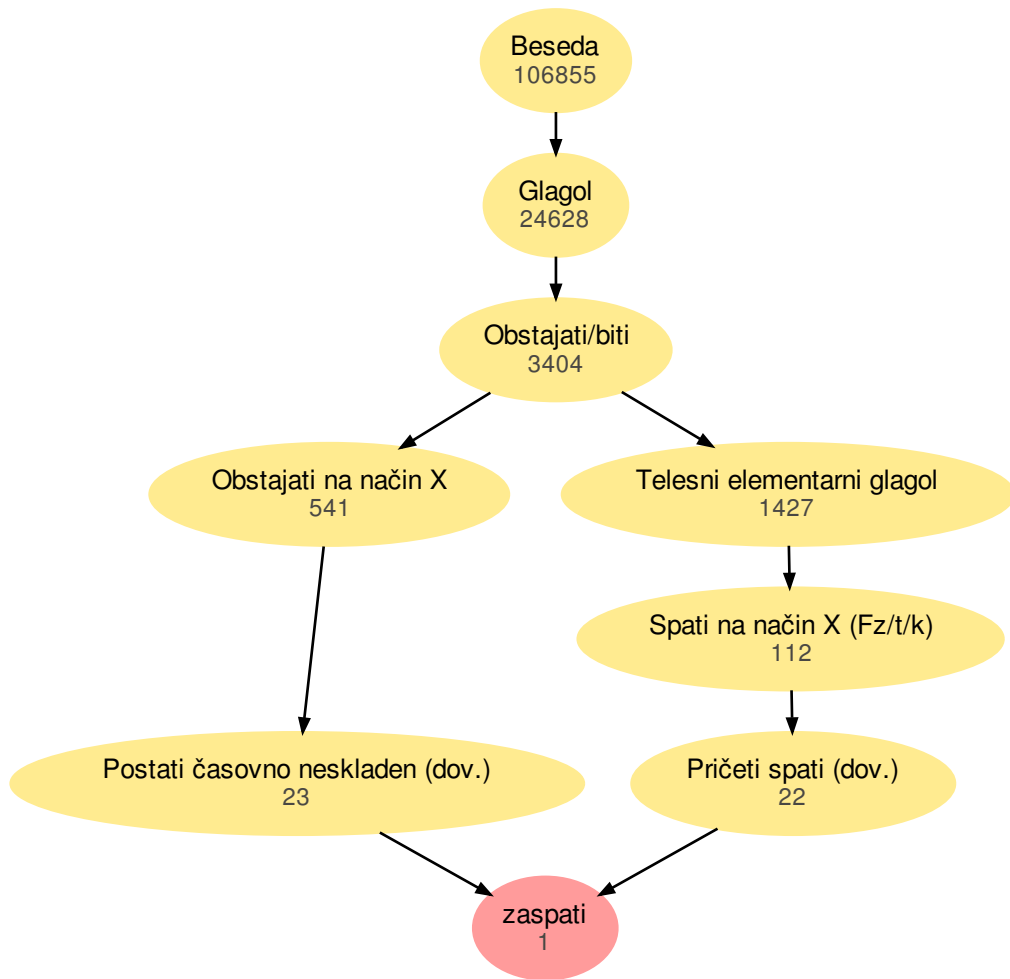 Beseda
106855
Glagol
24628
Obstajati/biti
3404
Obstajati na način X
541
Telesni elementarni glagol
1427
Spati na način X (Fz/t/k)
112
Postati časovno neskladen (dov.)
23
Pričeti spati (dov.)
22
zaspati
1